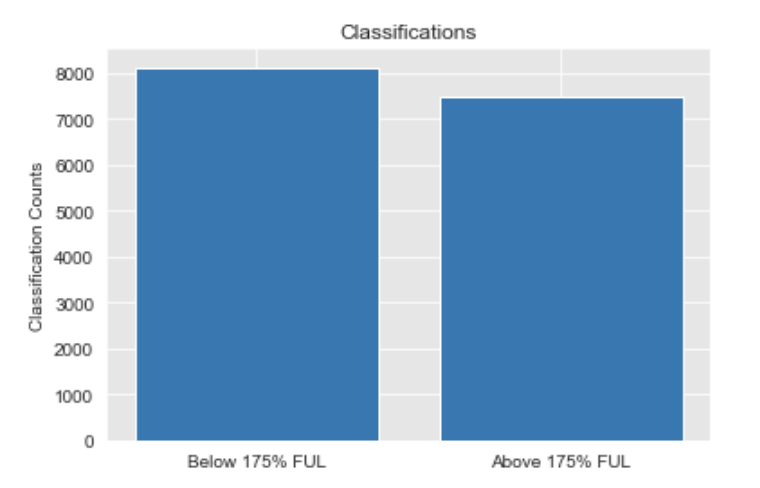 Classifications
Classification Counts
8000
7000
6000
5000
4000
3000
2000
1000
0
Below 175% FUL
Above 175% FUL